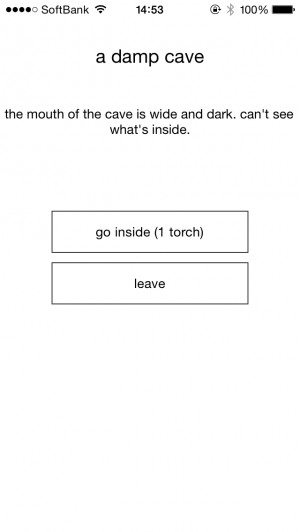 SoftBank 14:53 100%
a damp cave
the mouth of the cave is wide and dark. can't see
what's inside.
go inside (1 torch)
leave